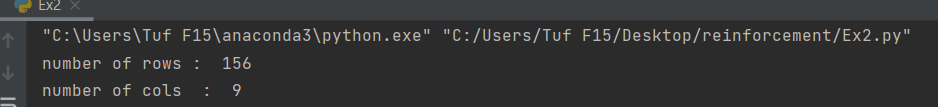 Ex2
"C:\Users\Tuf F15\anaconda3\python.exe" "C:/Users/Tuf F15/Desktop/reinforcement/Ex2.py"
number of rows :  156
number of cols  :  9